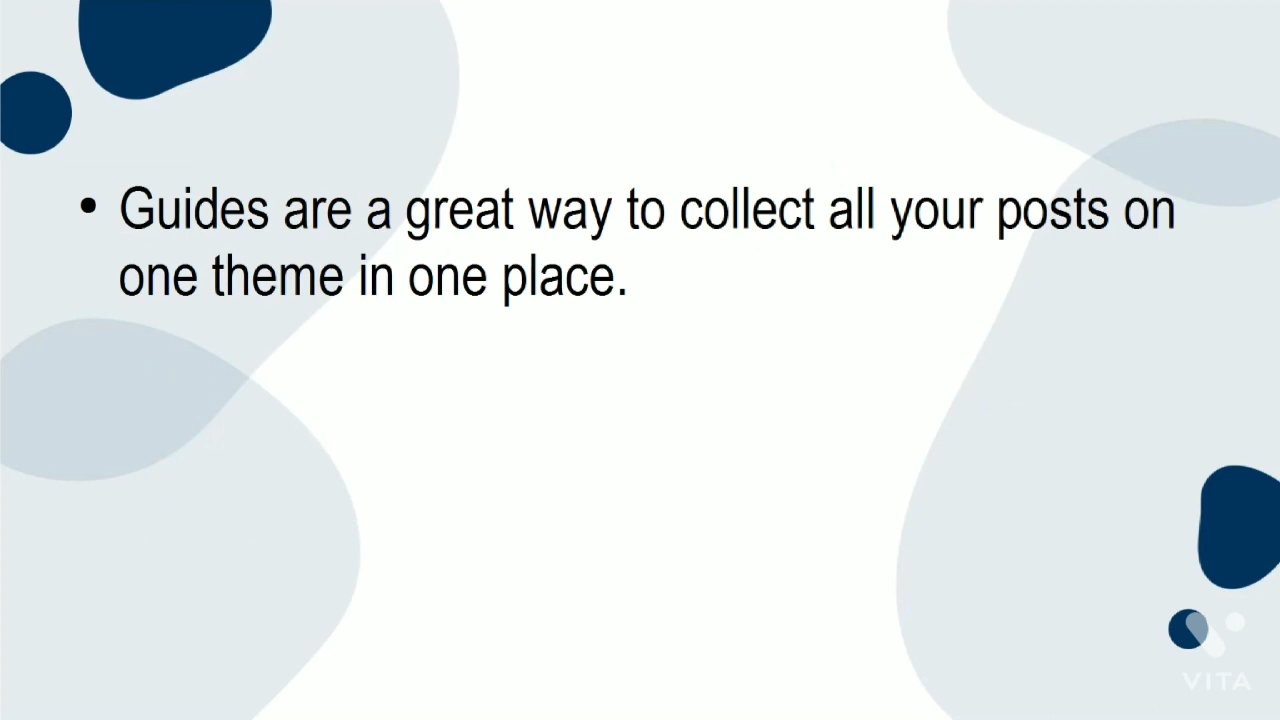 • Guides are a great way to collect all your posts on
one theme in one place.
VITA